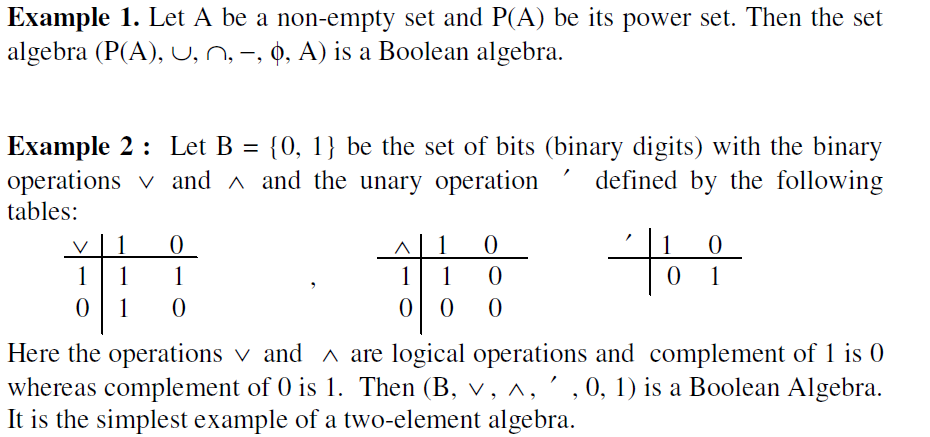 Example 1. Let A be a non-empty set and P(A) be its power set. Then the set
algebra (P(A), ∪, ∩, −, ϕ, A) is a Boolean algebra.
Example 2 : Let B = {0, 1} be the set of bits (binary digits) with the binary
operations ∨ and ∧ and the unary operation ′ defined by the following
tables:
∨ 1 0 ∧ 1 0 ′ 1 0
1 1 1 , 1 1 0 0 1
0 1 0 0 0 0
Here the operations ∨ and ∧ are logical operations and complement of 1 is 0
whereas complement of 0 is 1. Then (B, ∨, ∧, ′ , 0, 1) is a Boolean Algebra.
It is the simplest example of a two-element algebra.